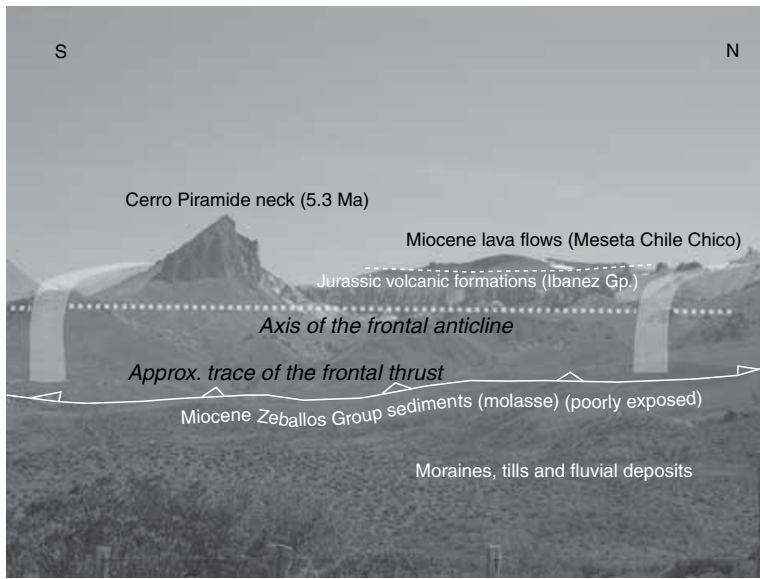 S
N
Cerro Piramide neck (5.3 Ma)
Miocene lava flows (Meseta Chile Chico)
Jurassic volcanic formations (Ibanez Gp.)
Axis of the frontal anticline
Approx. trace of the frontal thrust
Miocene Zeballos Group sediments (molasse) (poorly exposed)
Moraines, tills and fluvial deposits